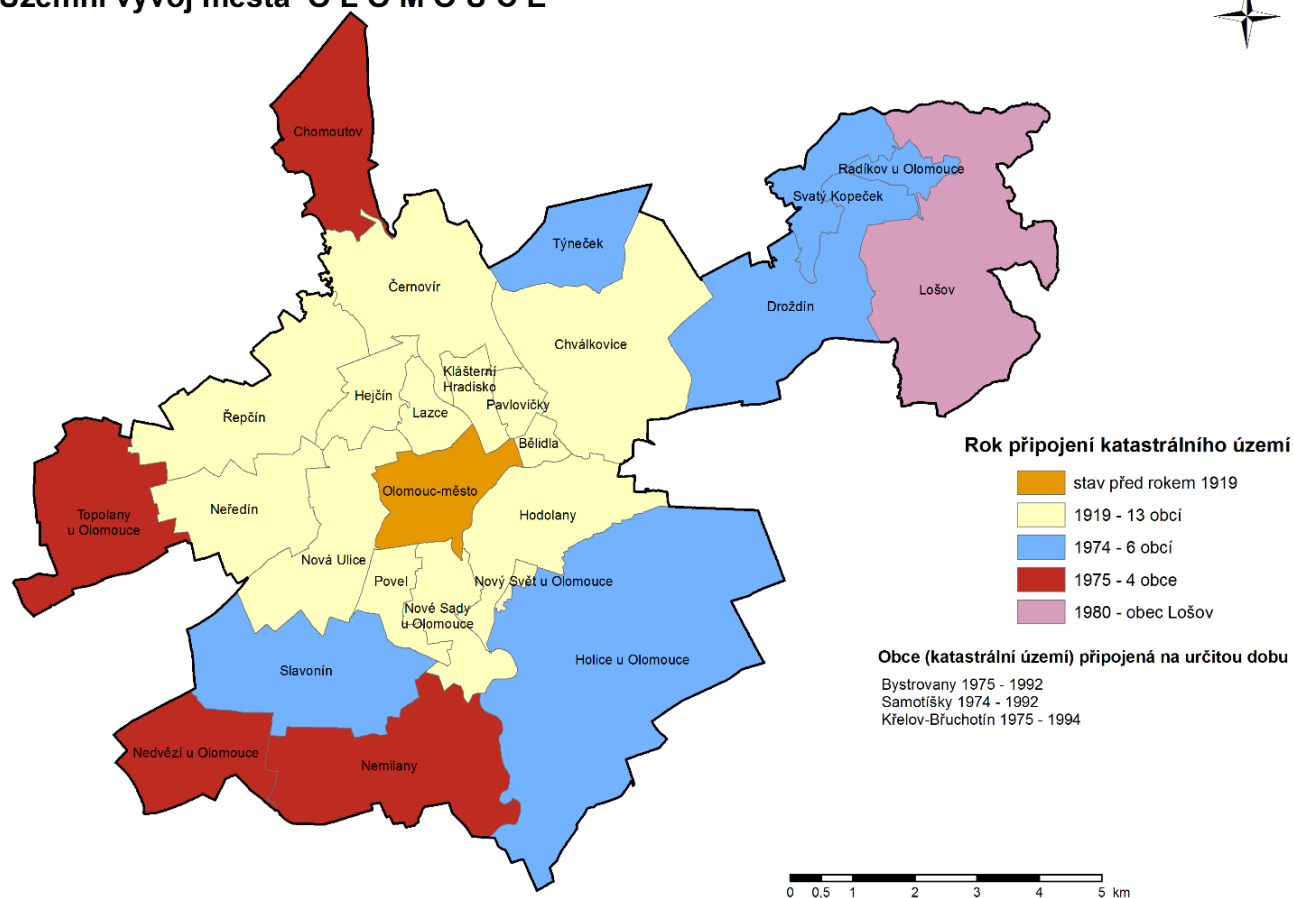 Územní vývoj města O L O M O U C E
Chomoutov
Radíkov u Olomouce
Svatý Kopeček
Týneček
Černovír
Lošov
Droždín
Chválkovice
Klášterní
Hradisko
Hejčín
Pavlovičky
Lazce
Řepčín
Bělidla
Olomouc-město
Neředín
Topolany
u Olomouce
Hodolany
Nová Ulice
Povel
Nový Svět u Olomouce
Nové Sady
u Olomouce
Holice u Olomouce
Slavonín
Nedvězí u Olomouce
Nemilany
Rok připojení katastrálního území
stav před rokem 1919
1919 - 13 obcí
1974 - 6 obcí
1975 - 4 obce
1980 - obec Lošov
Obce (katastrální území) připojená na určitou dobu
Bystrovany 1975 - 1992
Samotíšky 1974 - 1992
Křelov-Břuchotín 1975 - 1994
0 0,5 1 2 3 4 5 km